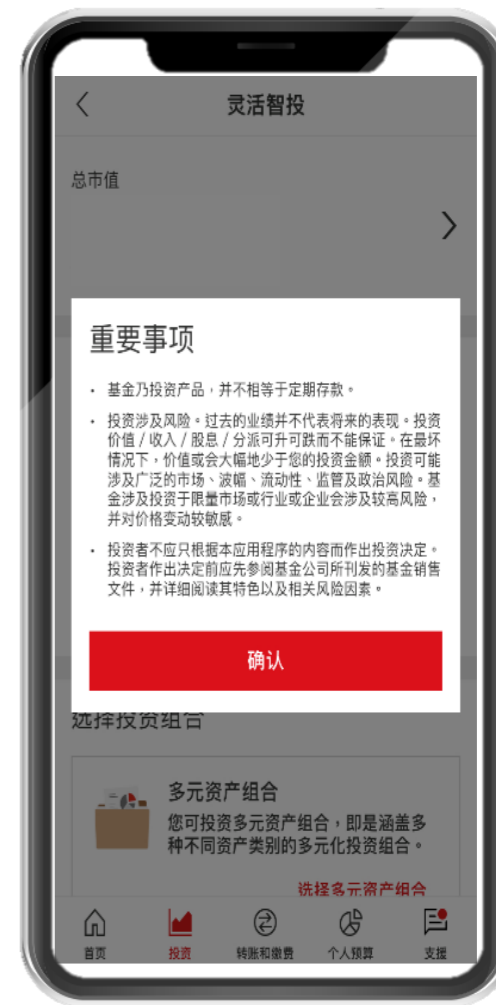 灵活智投
总市值
重要事项
• 基金乃投资产品，并不相等于定期存款。
• 投资涉及风险。过去的业绩并不代表将来的表现。投资
价值 / 收入 / 股息 / 分派可升可跌而不能保证。在最坏
情况下，价值或会大幅地少于您的投资金额。投资可能
涉及广泛的市场、波幅、流动性、监管及政治风险。基
金涉及投资于限量市场或行业或企业会涉及较高风险，
并对价格变动较敏感。
• 投资者不应只根据本应用程序的内容而作出投资决定。
投资者作出决定前应先参阅基金公司所刊发的基金销售
文件，并详细阅读其特色以及相关风险因素。
确认
选择投资组合
多元资产组合
您可投资多元资产组合，即是涵盖多
种不同资产类别的多元化投资组合。
选择多元资产组合
首页 投资 转账和缴费 个人预算 支援